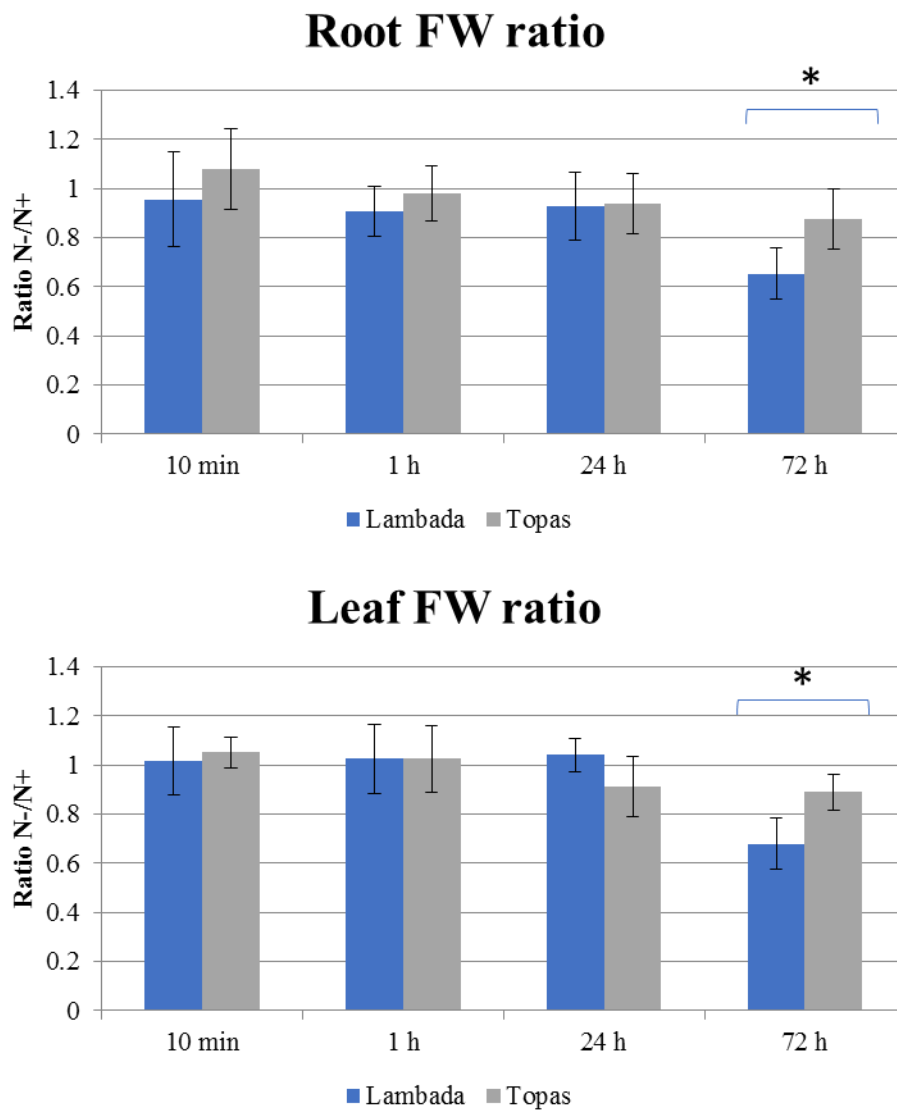 Root FW ratio
*
Ratio N-/N+
1.4
1.2
1
0.8
0.6
0.4
0.2
0
10 min 1 h 24 h 72 h
Lambada Topas
Leaf FW ratio
*
Ratio N-/N+
1.4
1.2
1
0.8
0.6
0.4
0.2
0
10 min 1 h 24 h 72 h
Lambada Topas